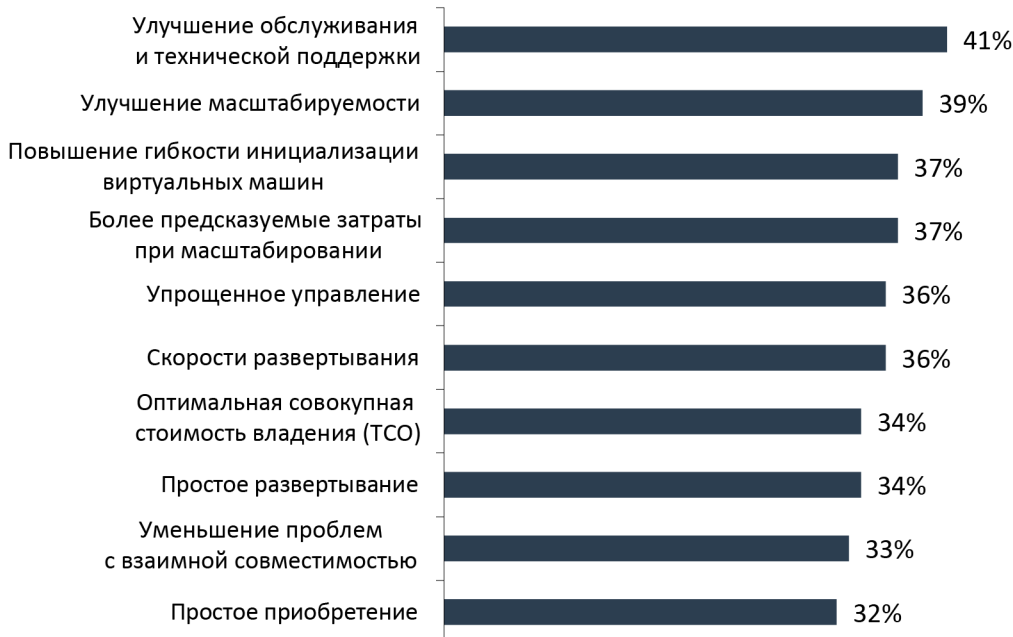 Улучшение обслуживания
и технической поддержки
41%
Улучшение масштабируемости
39%
Повышение гибкости инициализации
виртуальных машин
37%
Более предсказуемые затраты
при масштабировании
37%
Упрощенное управление
36%
Скорости развертывания
36%
Оптимальная совокупная
стоимость владения (TCO)
34%
Простое развертывание
34%
Уменьшение проблем
с взаимной совместимостью
33%
Простое приобретение
32%